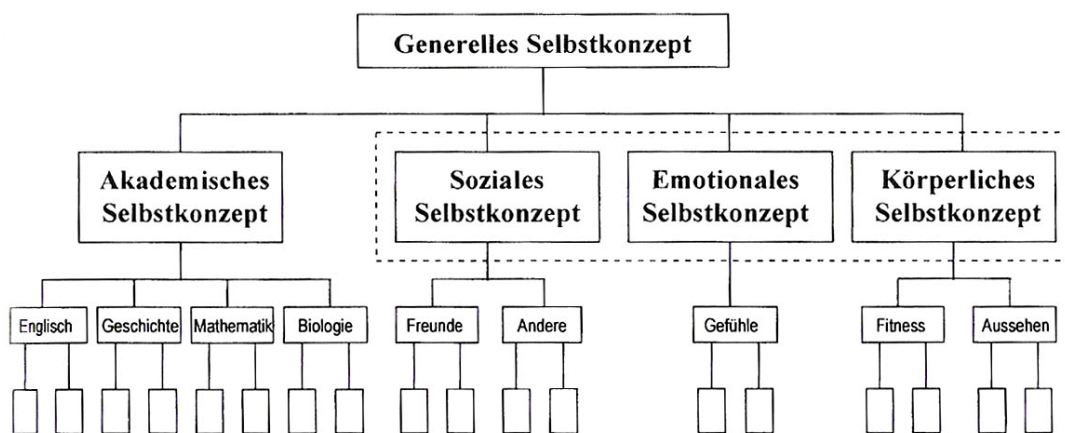 Generelles Selbstkonzept
Akademisches
Selbstkonzept
Soziales
Selbstkonzept
Emotionales
Selbstkonzept
Körperliches
Selbstkonzept
Englisch
Geschichte
Mathematik
Biologie
Freunde
Andere
Gefühle
Fitness
Aussehen